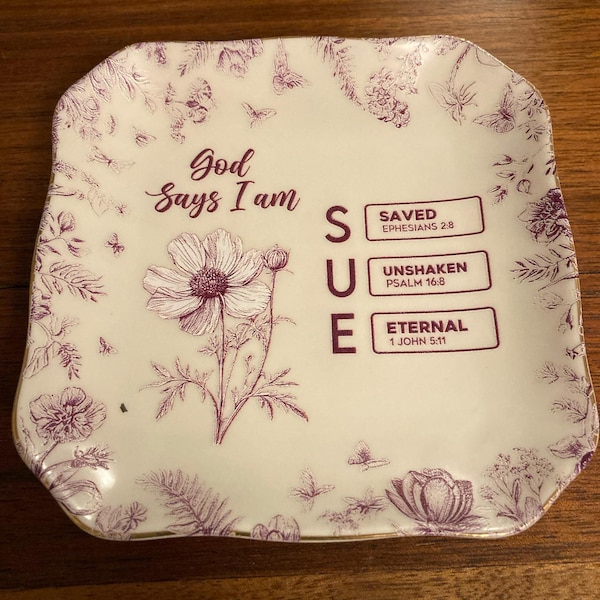 God
Says I am
S
SAVED
EPHESIANS 2:8
U
UNSHAKEN
PSALM 16:8
E
ETERNAL
1 JOHN 5:11